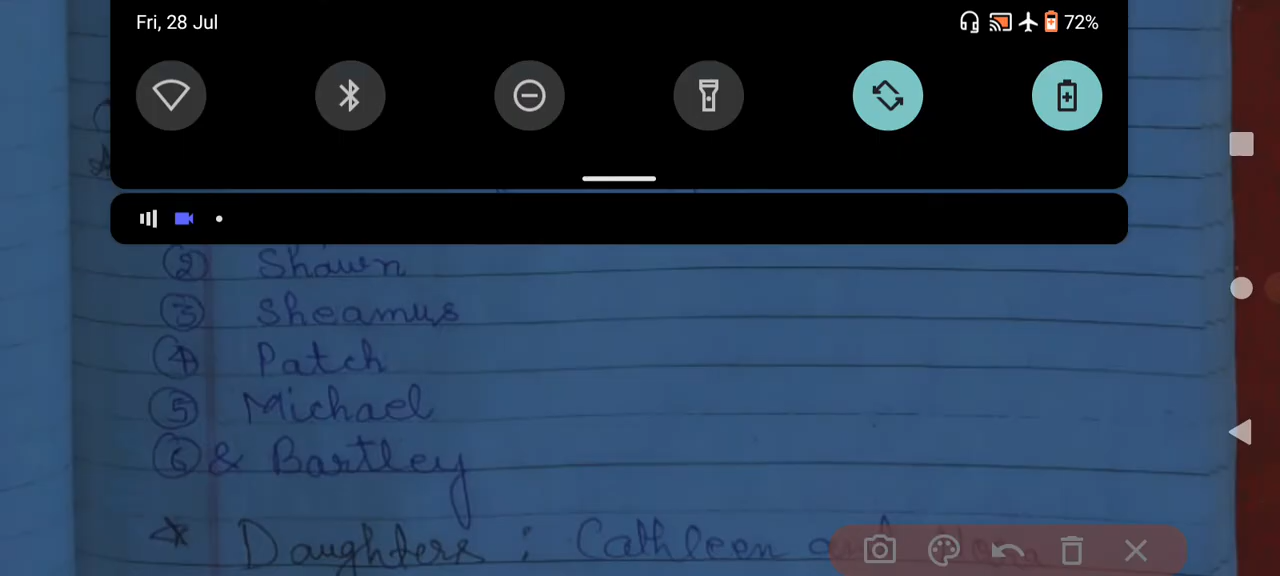 Fri, 28 Jul
72%
② Shawn
③ Sheamus
④ Patch
⑤ Michael
⑥ & Bartley
* Daughters : Cathleen